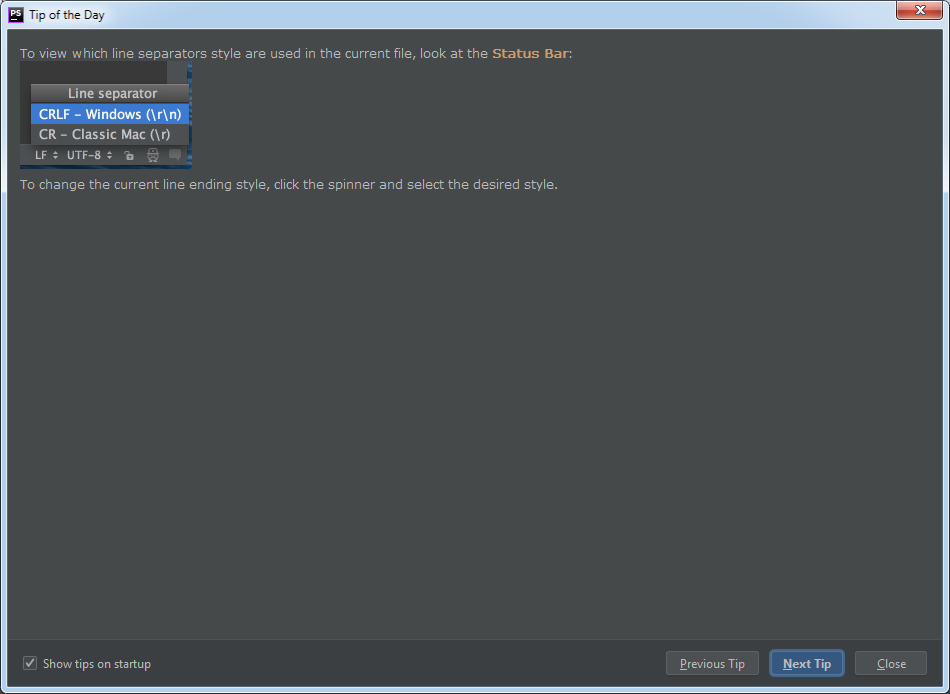 PS Tip of the Day
To view which line separators style are used in the current file, look at the Status Bar:
Line separator
CRLF – Windows (\r\n)
CR – Classic Mac (\r)
LF UTF-8
To change the current line ending style, click the spinner and select the desired style.
Show tips on startup Previous Tip Next Tip Close